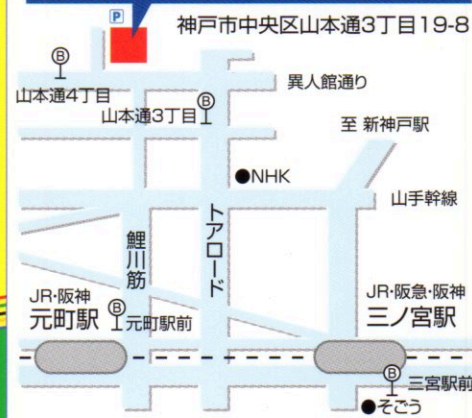 神戸市中央区山本通3丁目19-8
P
B
山本通4丁目
B
山本通3丁目
異人館通り
至 新神戸駅
●NHK
山手幹線
鯉川筋
トアロード
JR・阪神
元町駅
B
元町駅前
JR・阪急・阪神
三ノ宮駅
B
三宮駅前
●そごう